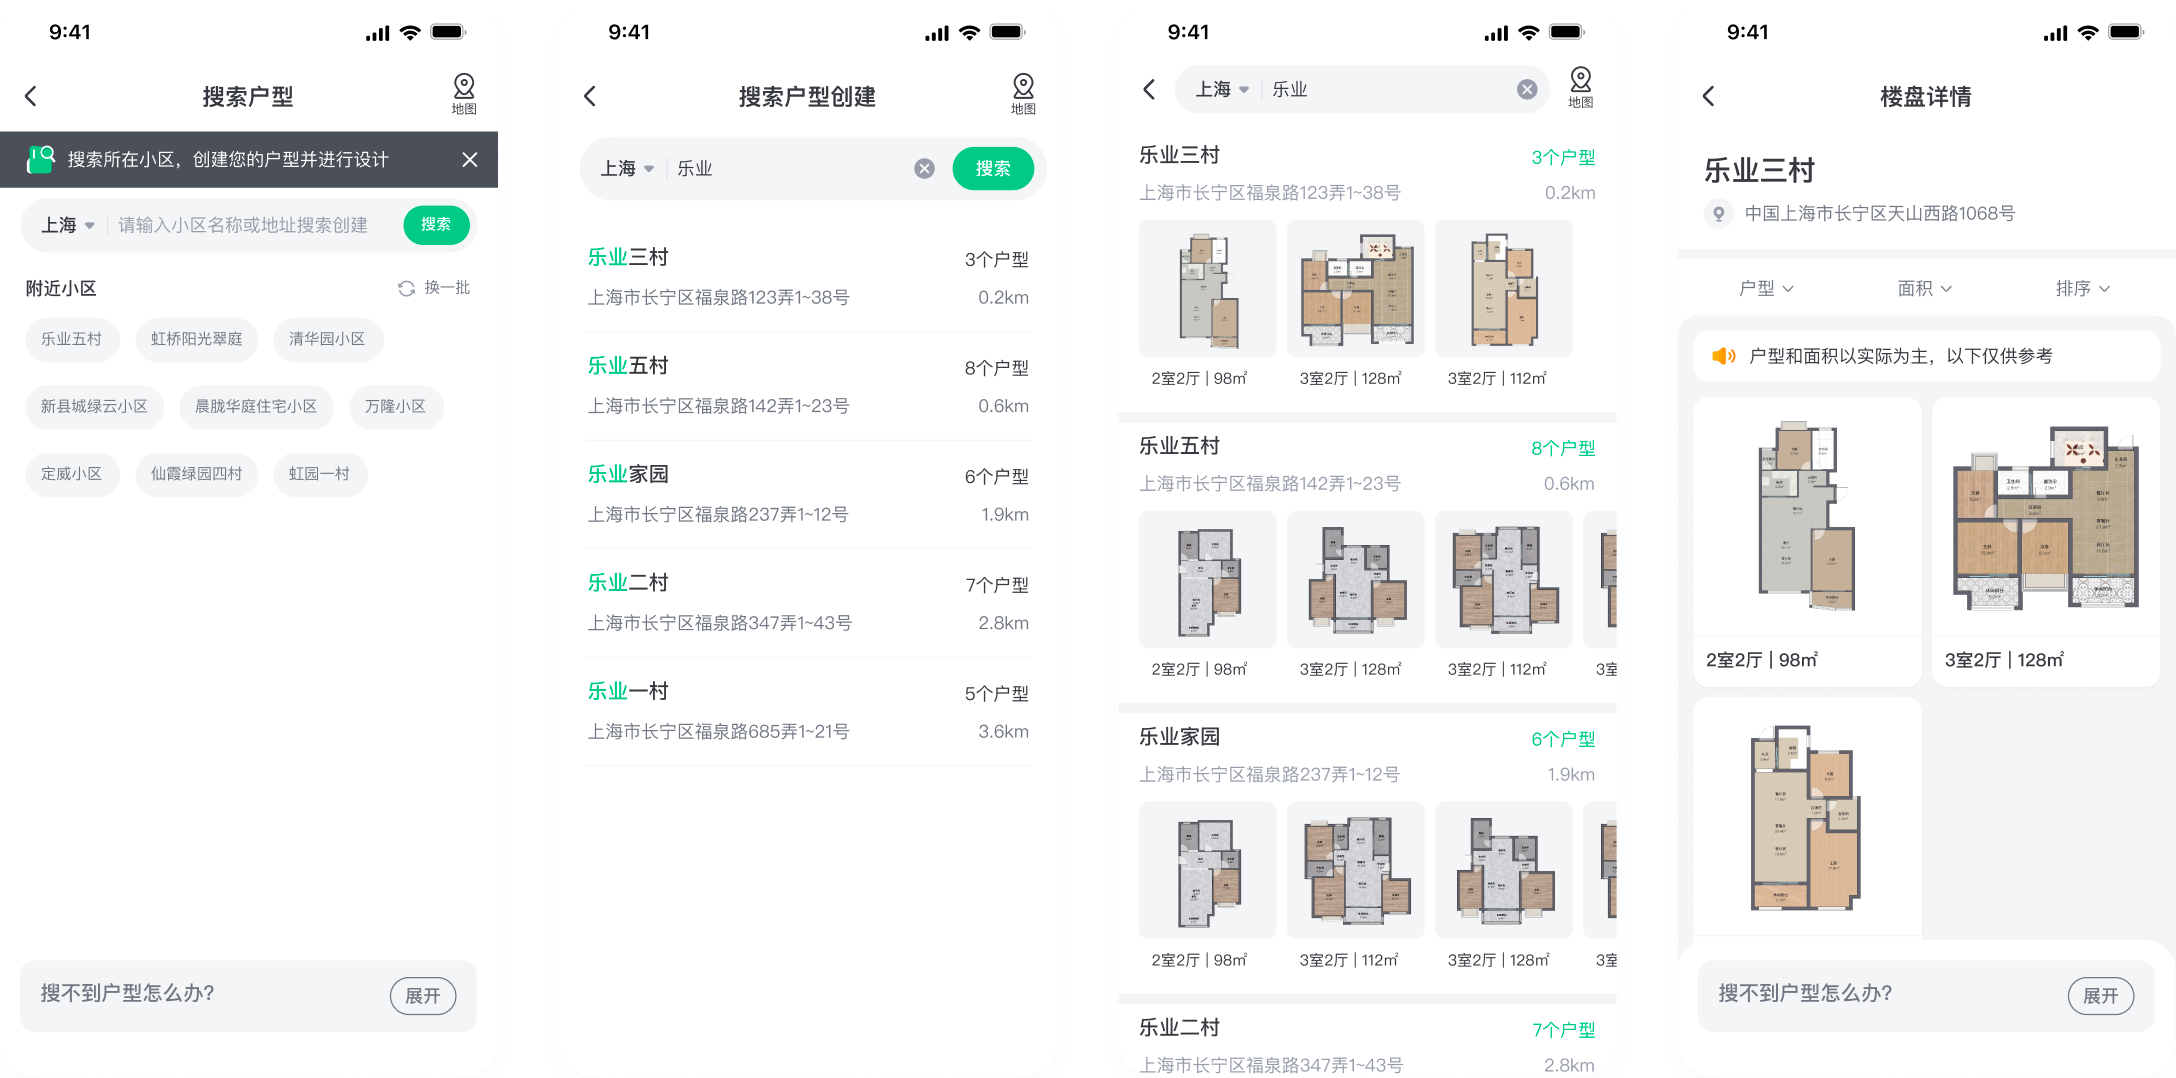 9:41
搜索户型
地图
搜索所在小区，创建您的户型并进行设计
上海 请输入小区名称或地址搜索创建 搜索
附近小区 换一批
乐业五村 虹桥阳光翠庭 清华园小区
新县城绿云小区 晨胧华庭住宅小区 万隆小区
定威小区 仙霞绿园四村 虹园一村
搜不到户型怎么办? 展开
9:41
搜索户型创建
地图
上海 乐业 搜索
乐业三村 3个户型
上海市长宁区福泉路123弄1~38号 0.2km
乐业五村 8个户型
上海市长宁区福泉路142弄1~23号 0.6km
乐业家园 6个户型
上海市长宁区福泉路237弄1~12号 1.9km
乐业二村 7个户型
上海市长宁区福泉路347弄1~43号 2.8km
乐业一村 5个户型
上海市长宁区福泉路685弄1~21号 3.6km
9:41
上海 乐业
地图
乐业三村 3个户型
上海市长宁区福泉路123弄1~38号 0.2km
2室2厅 | 98㎡ 3室2厅 | 128㎡ 3室2厅 | 112㎡
乐业五村 8个户型
上海市长宁区福泉路142弄1~23号 0.6km
2室2厅 | 98㎡ 3室2厅 | 128㎡ 3室2厅 | 112㎡ 3室
乐业家园 6个户型
上海市长宁区福泉路237弄1~12号 1.9km
2室2厅 | 98㎡ 3室2厅 | 112㎡ 3室2厅 | 128㎡ 3室
乐业二村 7个户型
上海市长宁区福泉路347弄1~43号 2.8km
9:41
楼盘详情
乐业三村
中国上海市长宁区天山西路1068号
户型 面积 排序
户型和面积以实际为主，以下仅供参考
2室2厅 | 98㎡ 3室2厅 | 128㎡
搜不到户型怎么办? 展开